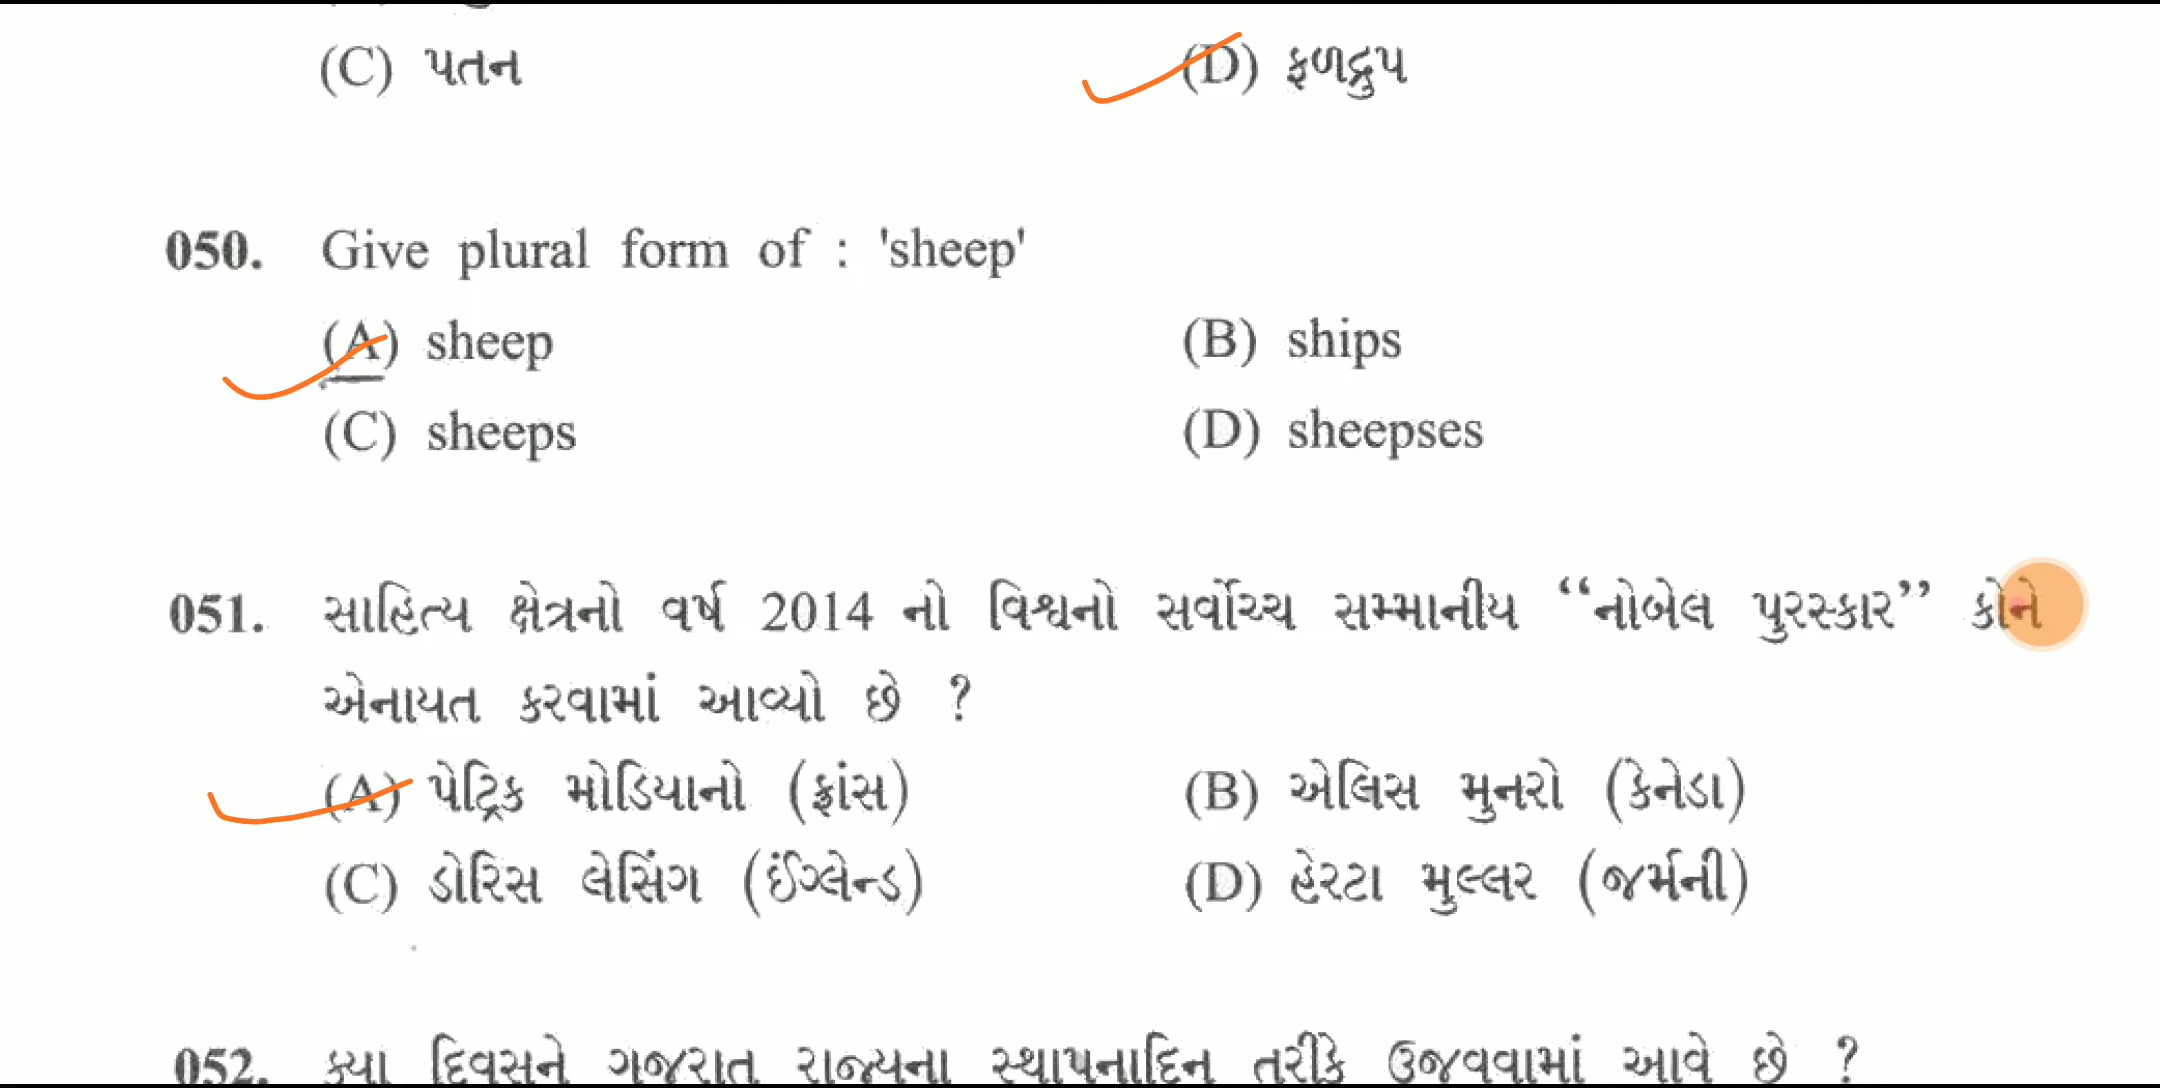 (C) પતન (D) ફળદ્રુપ
050. Give plural form of : 'sheep'
(A) sheep (B) ships
(C) sheeps (D) sheepses
051. સાહિત્ય ક્ષેત્રનો વર્ષ 2014 નો વિશ્વનો સર્વોચ્ચ સમ્માનીય “નોબેલ પુરસ્કાર” કોને
એનાયત કરવામાં આવ્યો છે ?
(A) પેટ્રિક મોડિયાનો (ફ્રાંસ) (B) એલિસ મુનરો (કેનેડા)
(C) ડોરિસ લેસિંગ (ઈંગ્લેન્ડ) (D) હેરટા મુલ્લર (જર્મની)
052. ક્યા દિવસને ગુજરાત રાજ્યના સ્થાપનાદિન તરીકે ઉજવવામાં આવે છે ?